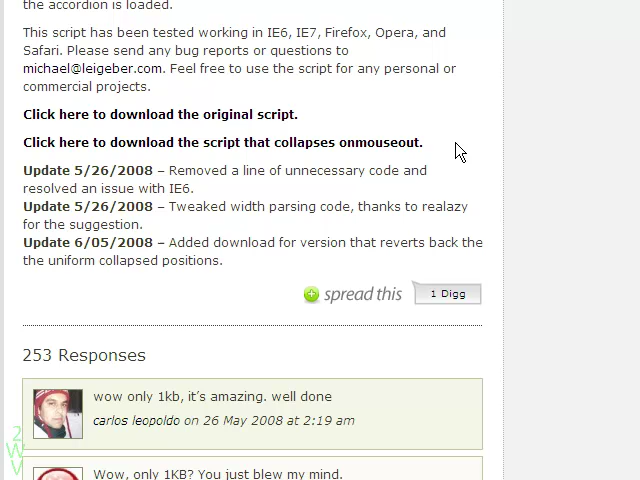 the accordion is loaded.
This script has been tested working in IE6, IE7, Firefox, Opera, and
Safari. Please send any bug reports or questions to
michael@leigeber.com. Feel free to use the script for any personal or
commercial projects.
Click here to download the original script.
Click here to download the script that collapses onmouseout.
Update 5/26/2008 – Removed a line of unnecessary code and
resolved an issue with IE6.
Update 5/26/2008 – Tweaked width parsing code, thanks to realazy
for the suggestion.
Update 6/05/2008 – Added download for version that reverts back the
the uniform collapsed positions.
spread this
1 Digg
253 Responses
wow only 1kb, it's amazing. well done
carlos leopoldo on 26 May 2008 at 2:19 am
Wow, only 1KB? You just blew my mind.